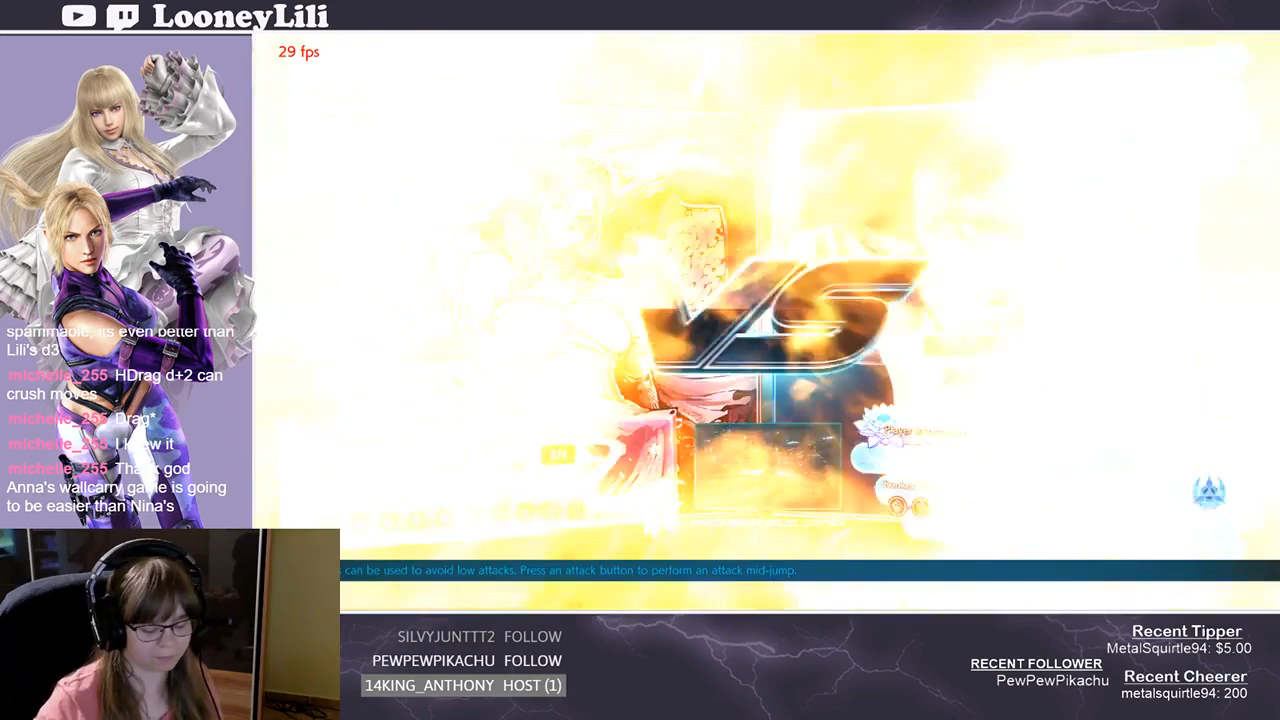 LooneyLili
29 fps
spammable, its even better than
Lili's d3
michelle_255 HDrag d+2 can
crush moves
michelle_255 Drag*
michelle_255 I knew it
michelle_255 Thank god
Anna's wallcarry game is going
to be easier than Nina's
VS
Player
can be used to avoid low attacks. Press an attack button to perform an attack mid-jump.
SILVYJUNTTT2 FOLLOW
PEWPEWPIKACHU FOLLOW
14KING_ANTHONY HOST (1)
RECENT FOLLOWER
PewPewPikachu
Recent Tipper
MetalSquirtle94: $5.00
Recent Cheerer
metalsquirtle94: 200